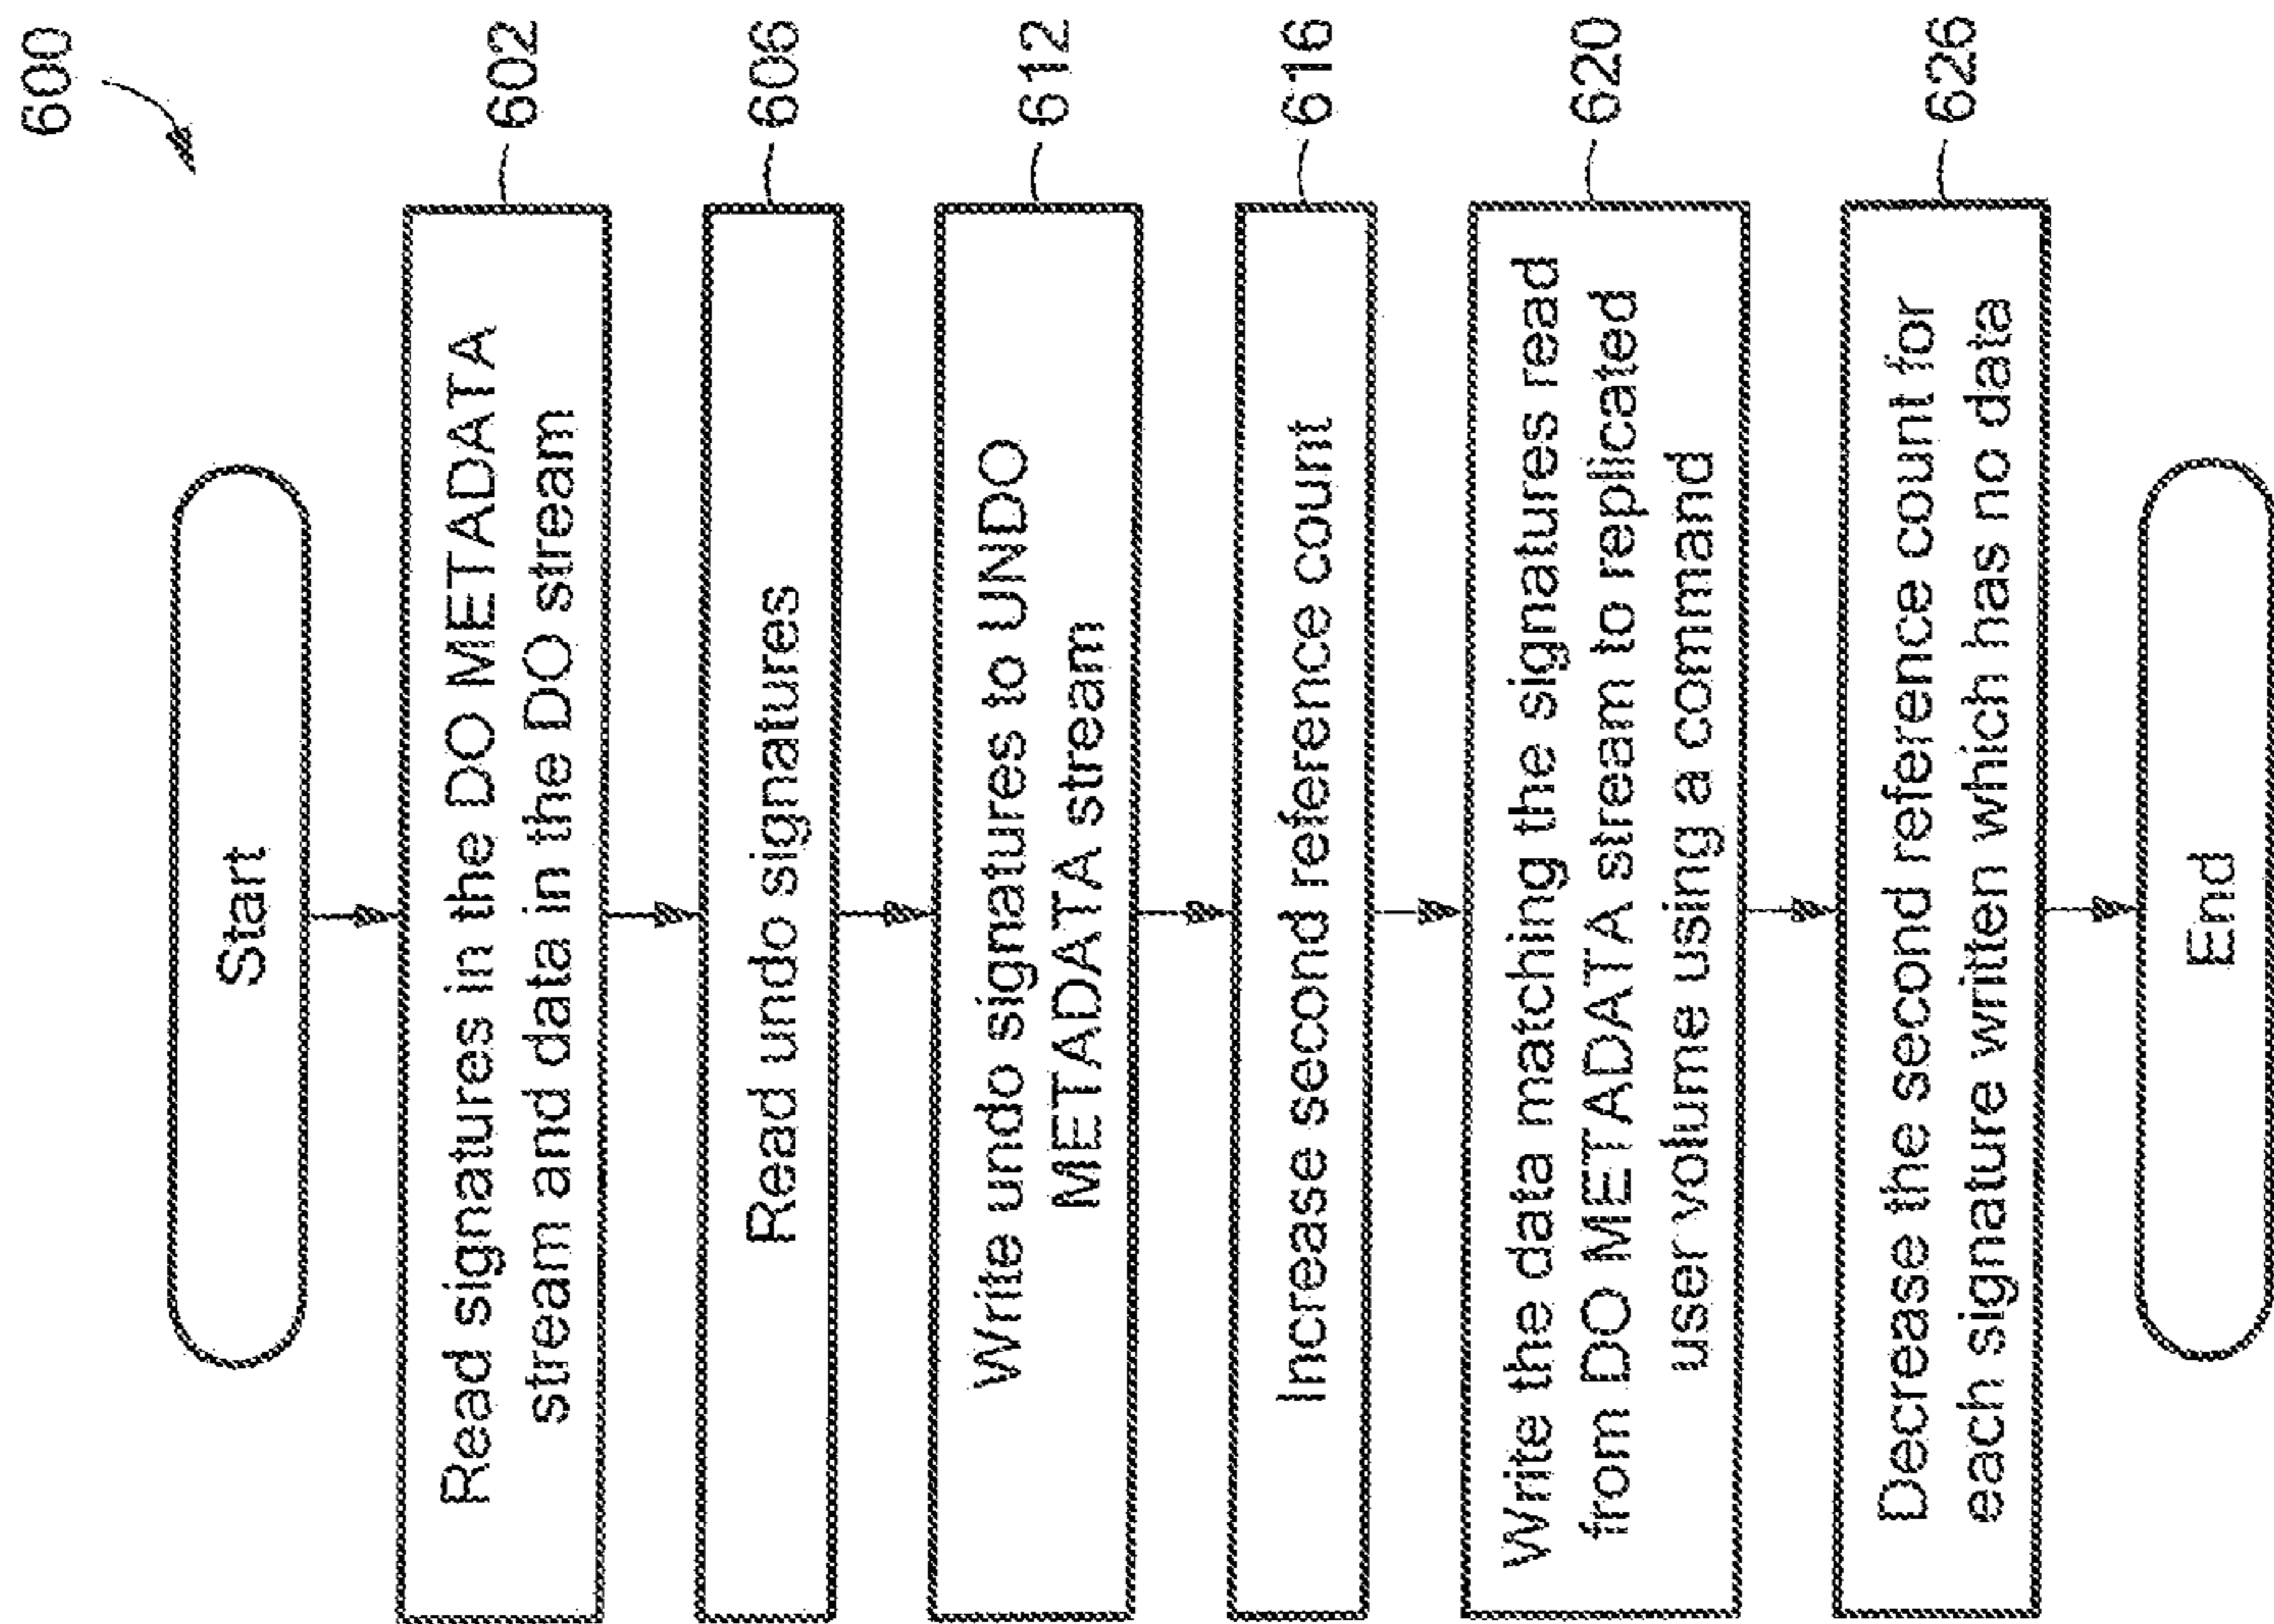 600
Start
Read signatures in the DO METADATA
stream and data in the DO stream
602
Read undo signatures
606
Write undo signatures to UNDO
METADATA stream
612
Increase second reference count
616
Write the data matching the signatures read
from DO METADATA stream to replicated
user volume using a command
620
Decrease the second reference count for
each signature written which has no data
626
End